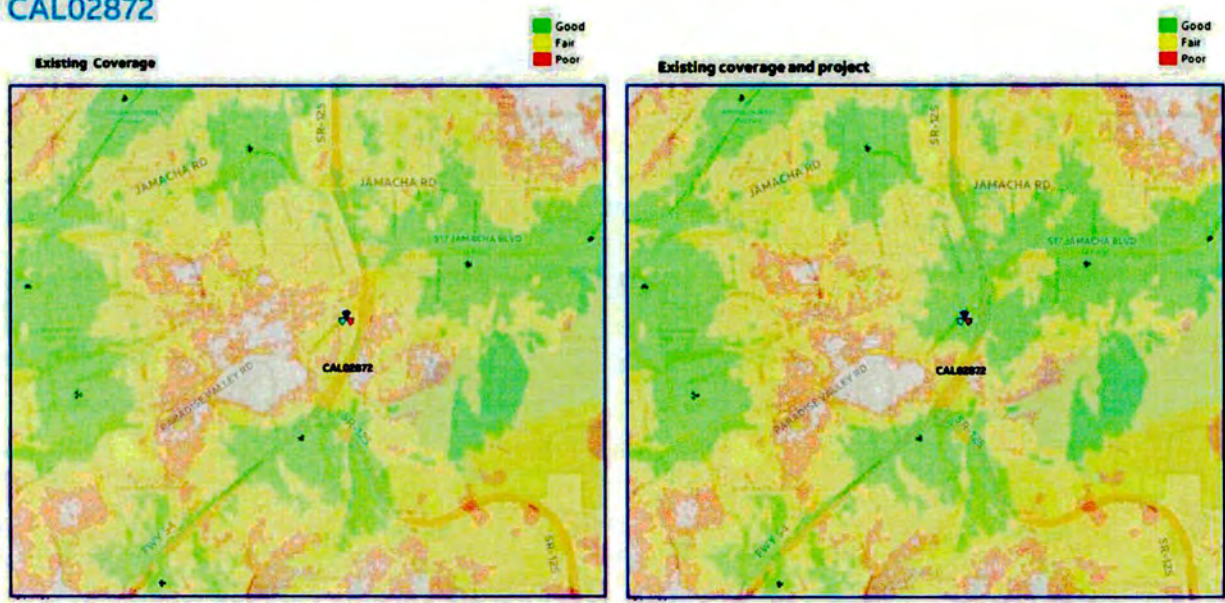 CAL02872
Good
Fair
Poor
Existing Coverage
SR-125
JAMACHA RD
JAMACHA RD
JAMACHA BLVD
CAL02872
PARADISE VALLEY RD
SR-125
FWY 54
SR-125
Good
Fair
Poor
Existing coverage and project
SR-125
JAMACHA RD
JAMACHA RD
JAMACHA BLVD
CAL02872
PARADISE VALLEY RD
SR-125
FWY 54
SR-125